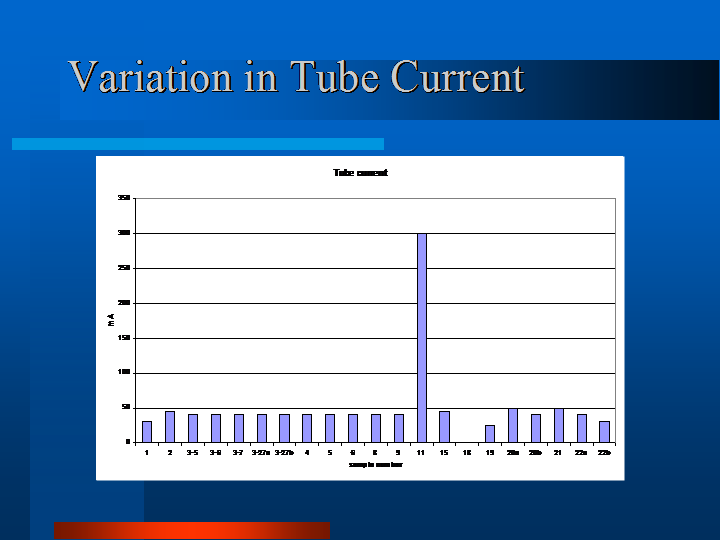 Variation in Tube Current
Tube current
350
300
250
200
150
100
50
0
mA
1 2 3-5 3-6 3-7 3-27a 3-27b 4 5 6 8 9 11 15 18 19 20a 20b 21 22a 22b
sample number